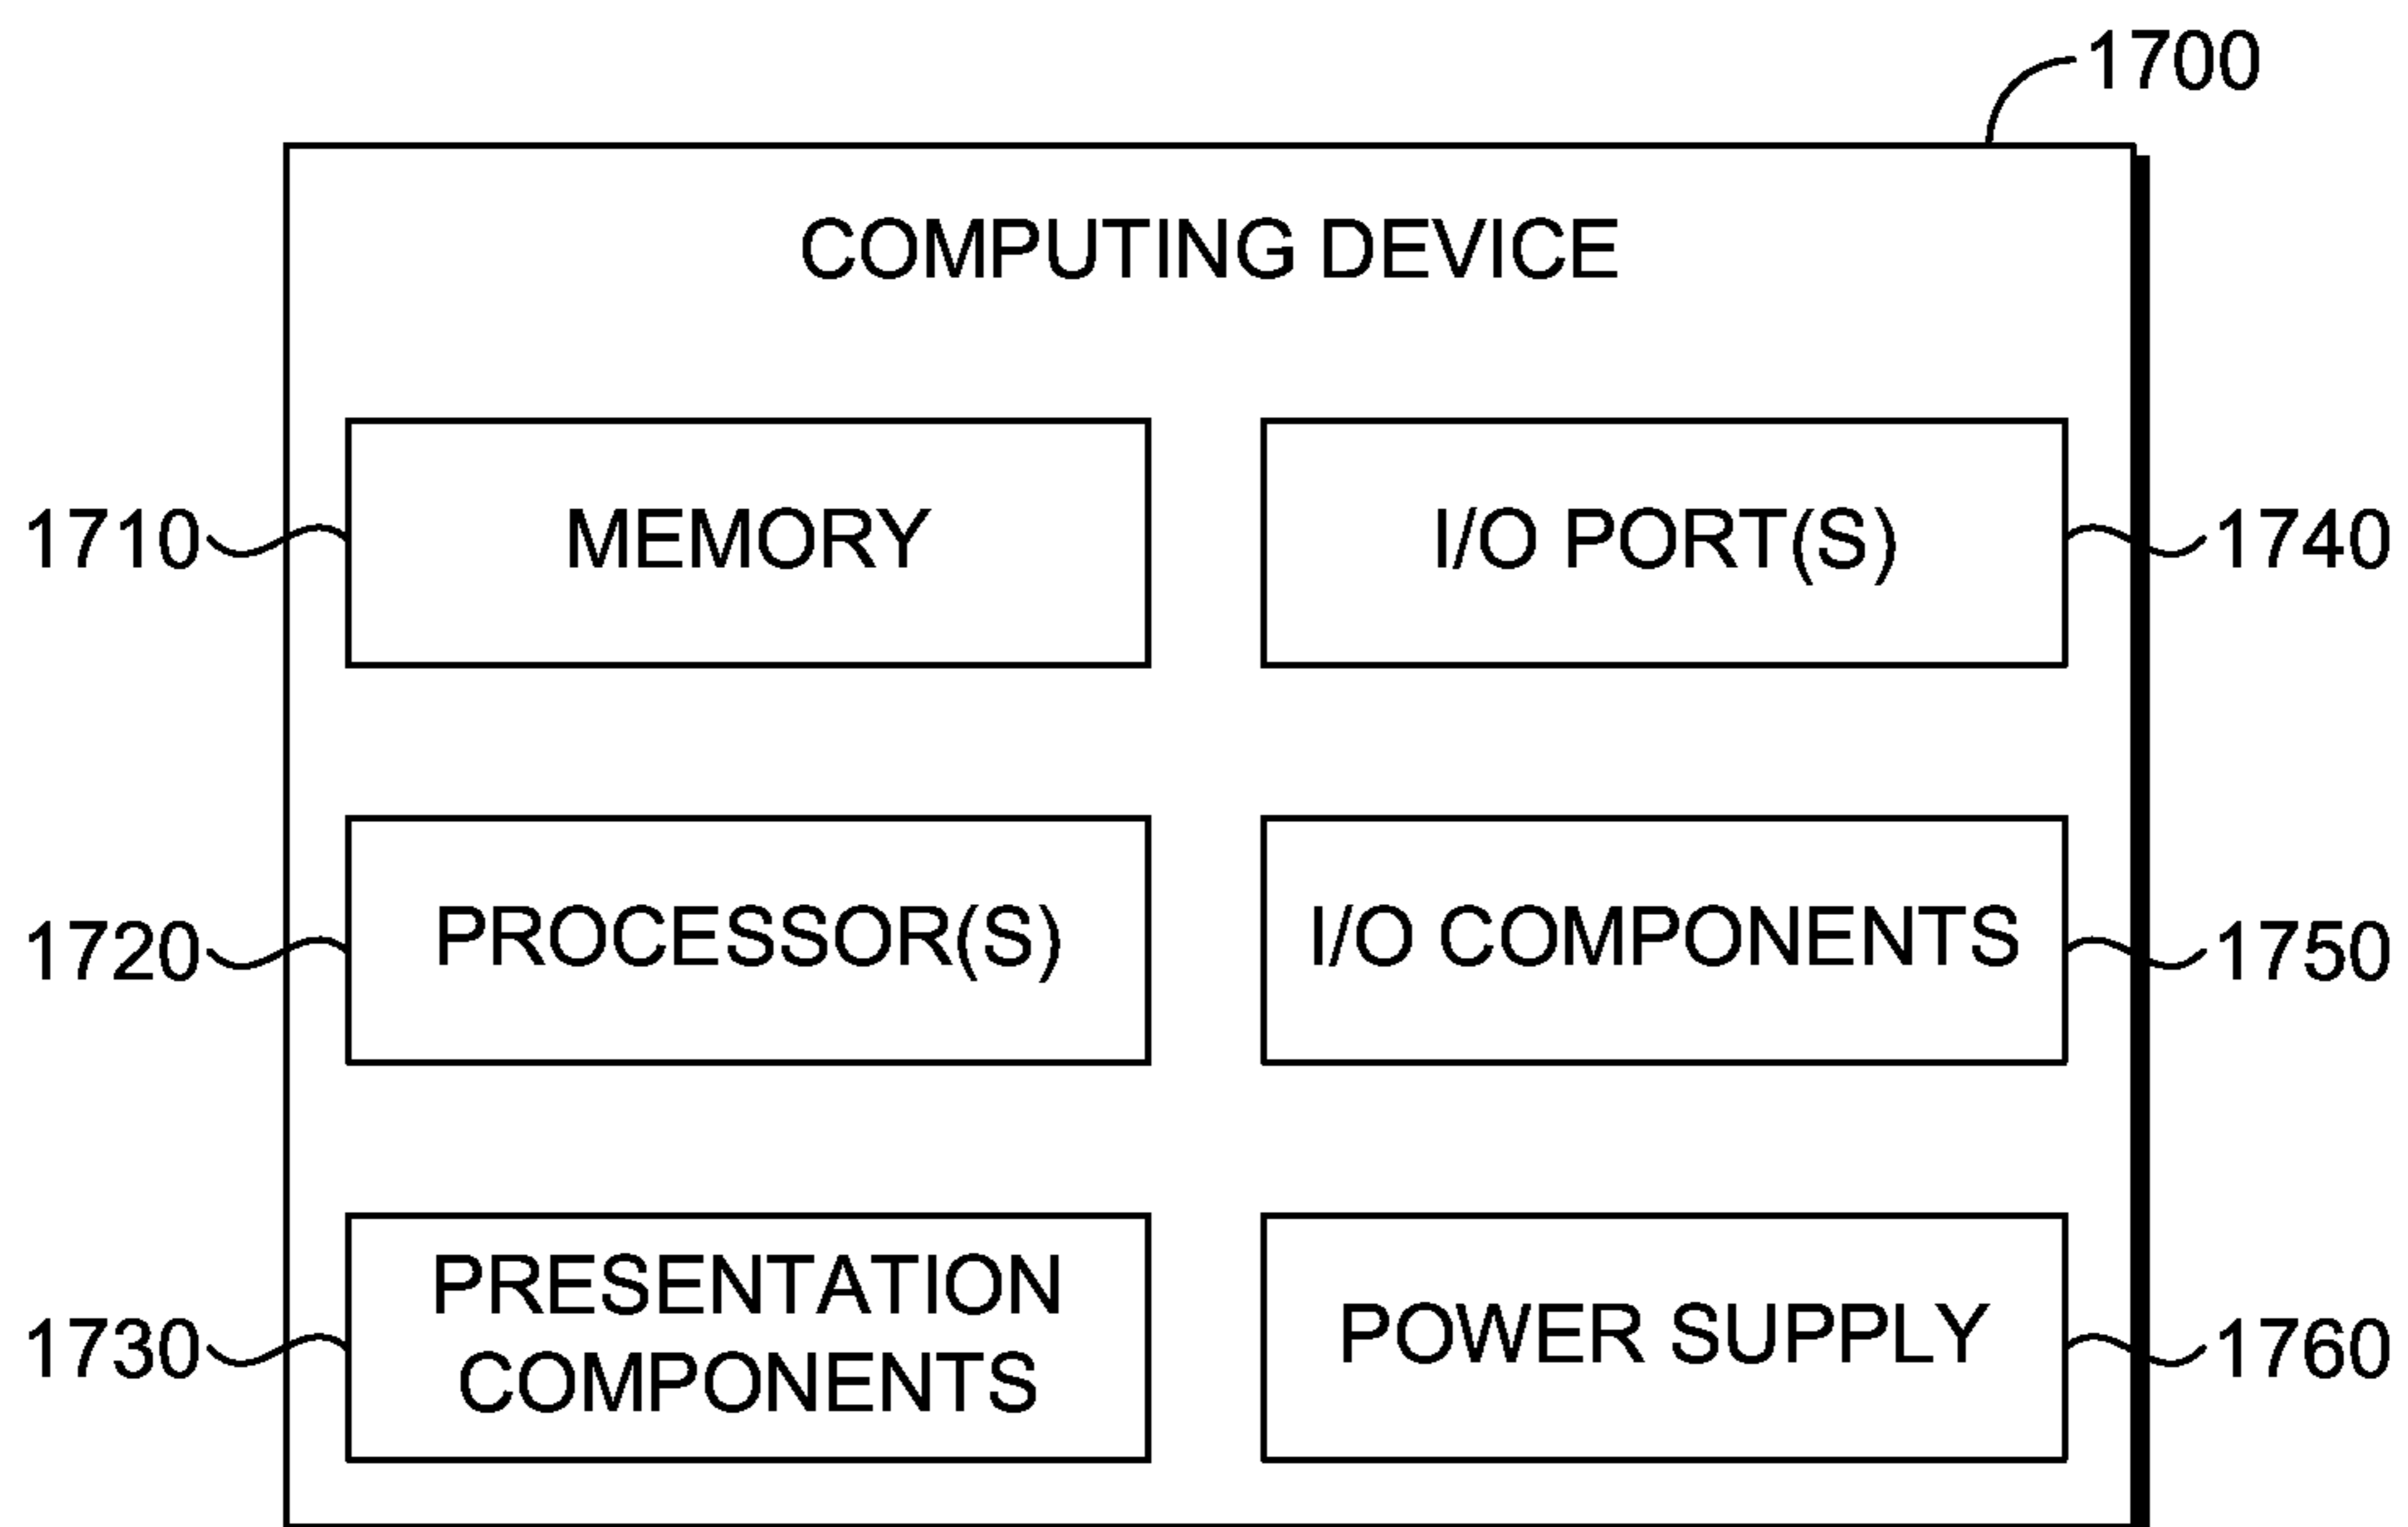 1700
COMPUTING DEVICE
1710
MEMORY
I/O PORT(S)
1740
1720
PROCESSOR(S)
I/O COMPONENTS
1750
1730
PRESENTATION
COMPONENTS
POWER SUPPLY
1760